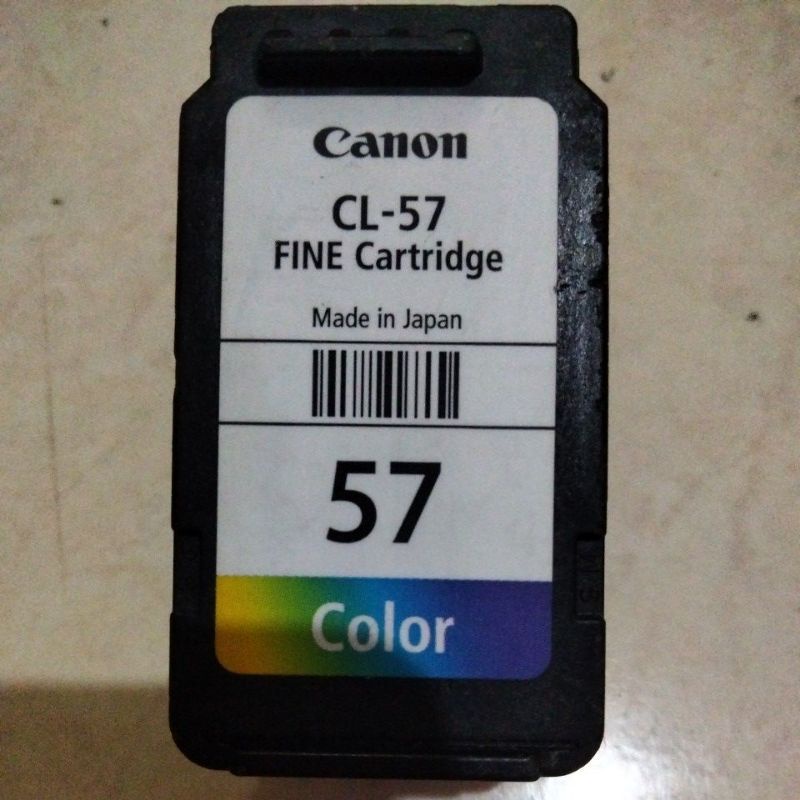 Canon
CL-57
FINE Cartridge
Made in Japan
57
Color